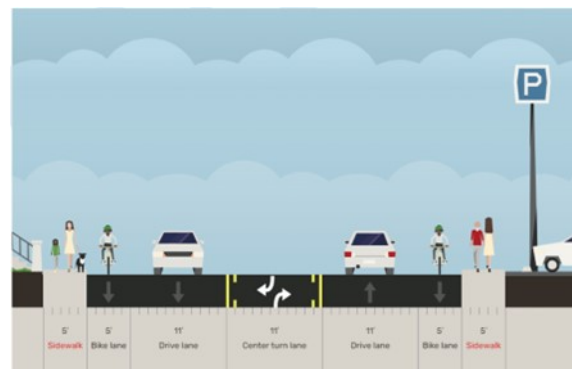 P
5' 5' 11' 11' 11' 5' 5'
Sidewalk Bike lane Drive lane Center turn lane Drive lane Bike lane Sidewalk